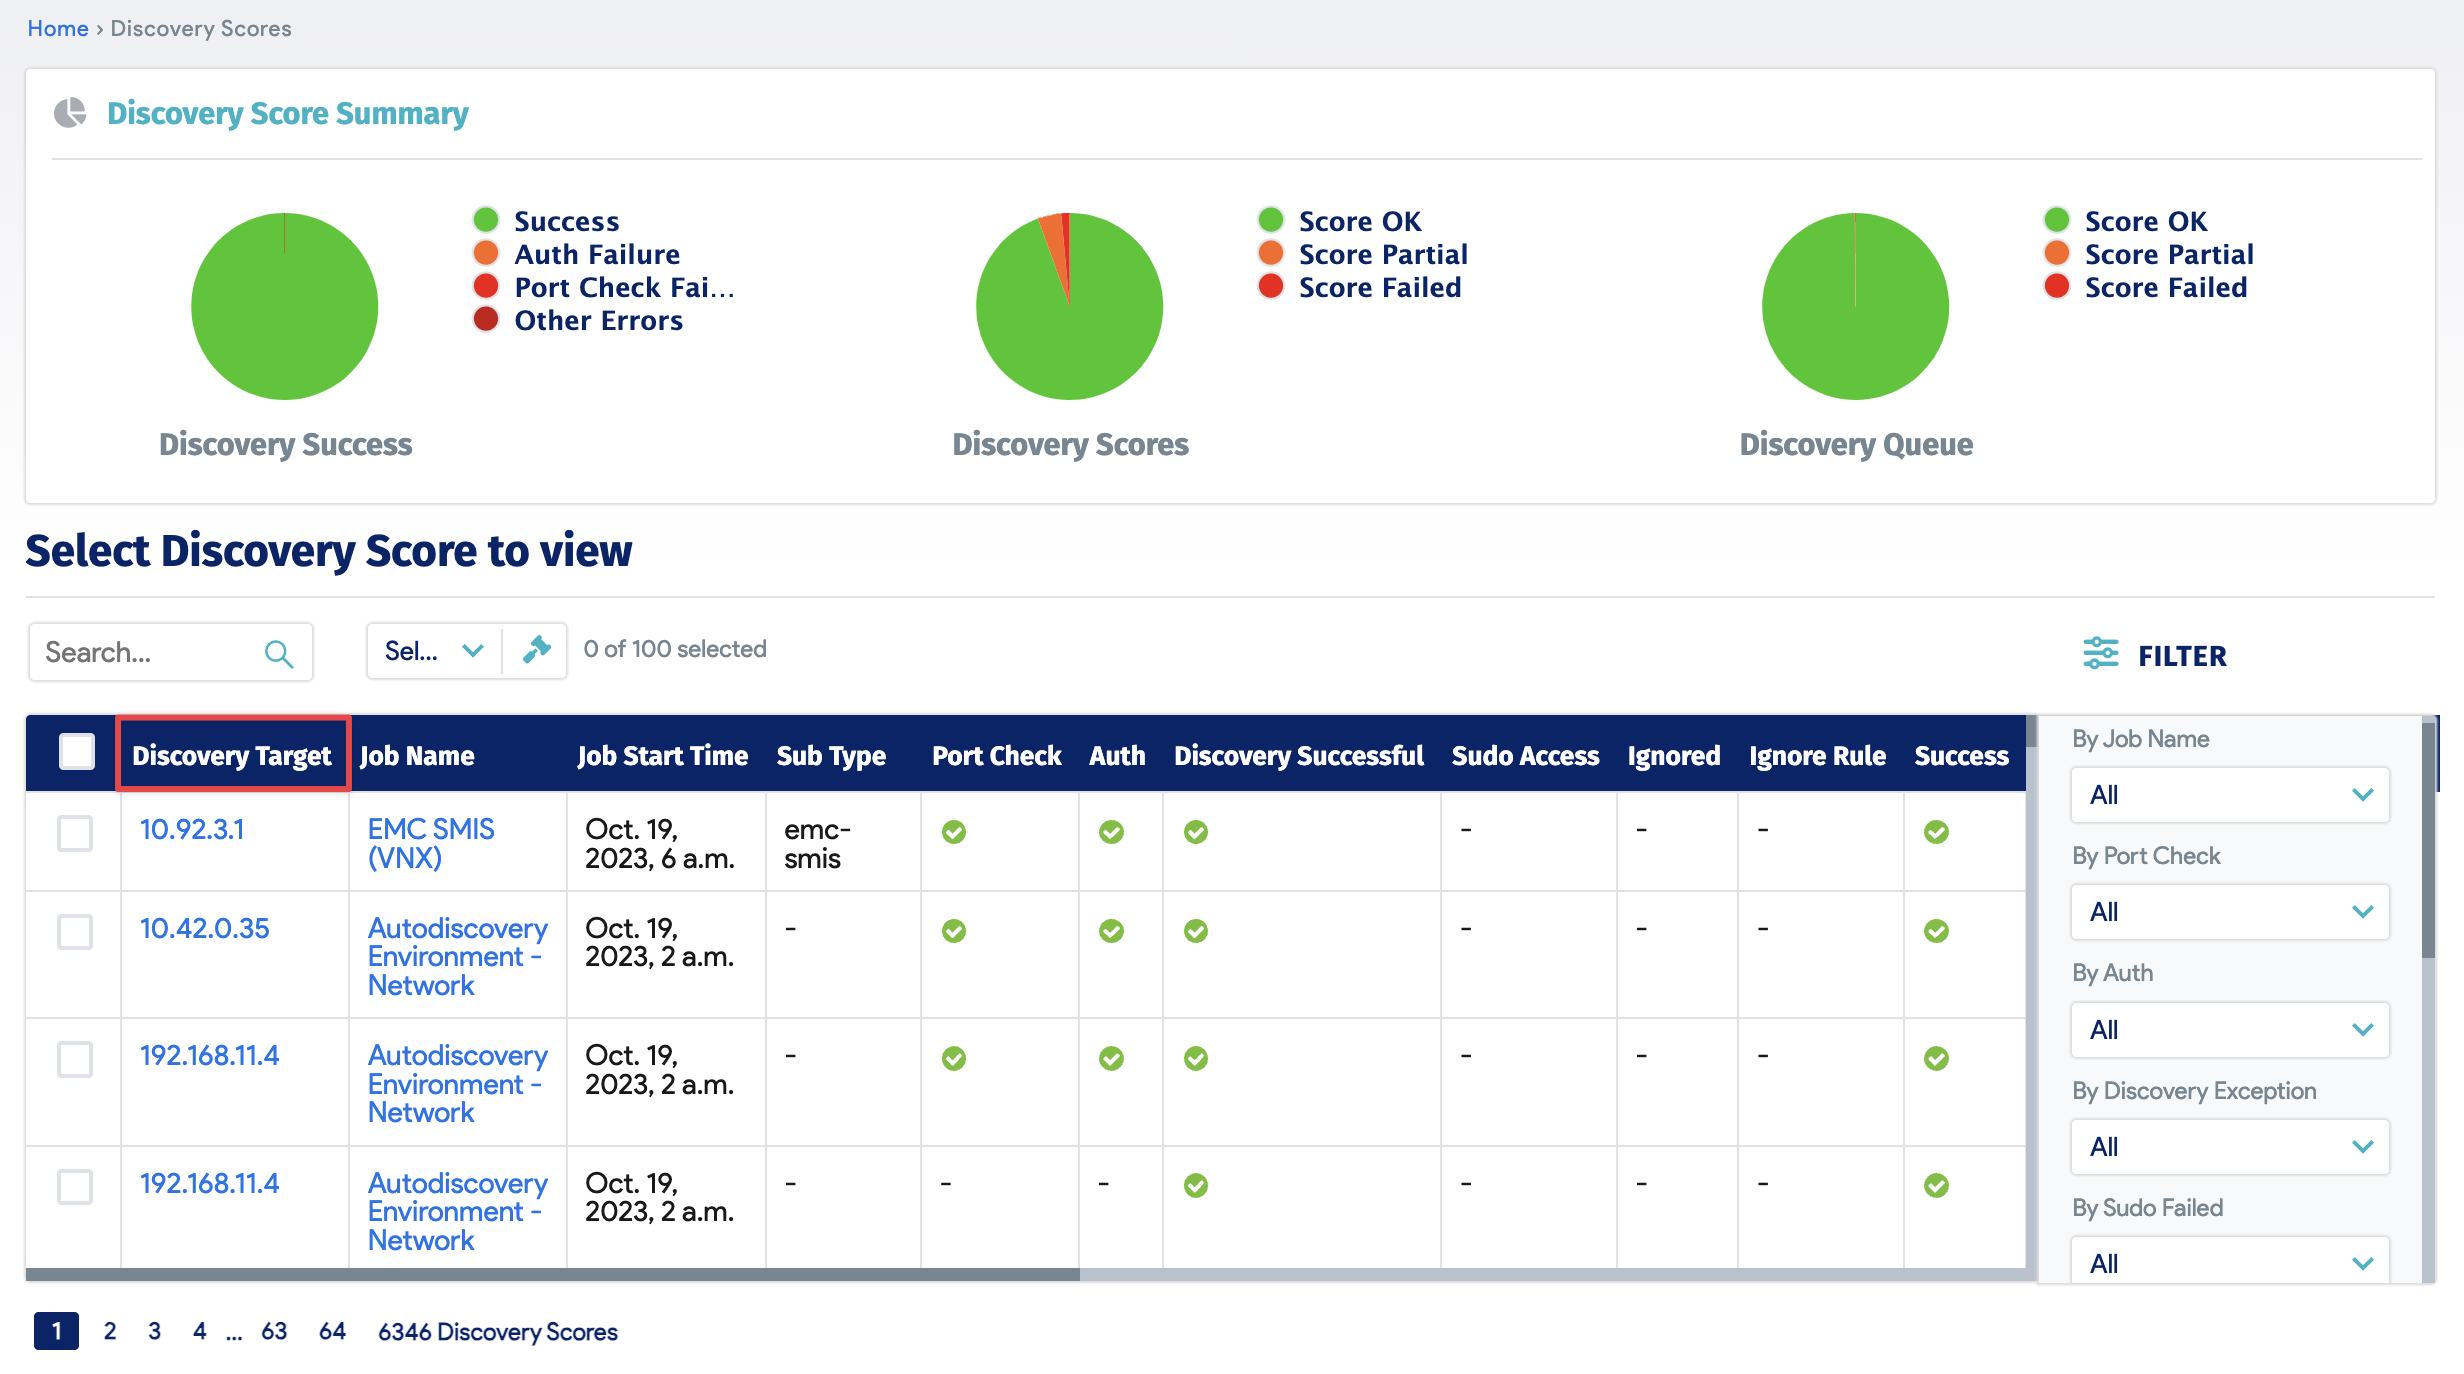 Home › Discovery Scores
Discovery Score Summary
Success
Auth Failure
Port Check Fai...
Other Errors
Discovery Success
Score OK
Score Partial
Score Failed
Discovery Scores
Score OK
Score Partial
Score Failed
Discovery Queue
Select Discovery Score to view
Search...
Sel...
0 of 100 selected
FILTER
Discovery Target Job Name Job Start Time Sub Type Port Check Auth Discovery Successful Sudo Access Ignored Ignore Rule Success
10.92.3.1 EMC SMIS Oct. 19, emc- - - -
(VNX) 2023, 6 a.m. smis
10.42.0.35 Autodiscovery Oct. 19, - - - -
Environment - 2023, 2 a.m.
Network
192.168.11.4 Autodiscovery Oct. 19, - - - -
Environment - 2023, 2 a.m.
Network
192.168.11.4 Autodiscovery Oct. 19, - - - - - -
Environment - 2023, 2 a.m.
Network
By Job Name
All
By Port Check
All
By Auth
All
By Discovery Exception
All
By Sudo Failed
All
1 2 3 4 ... 63 64 6346 Discovery Scores